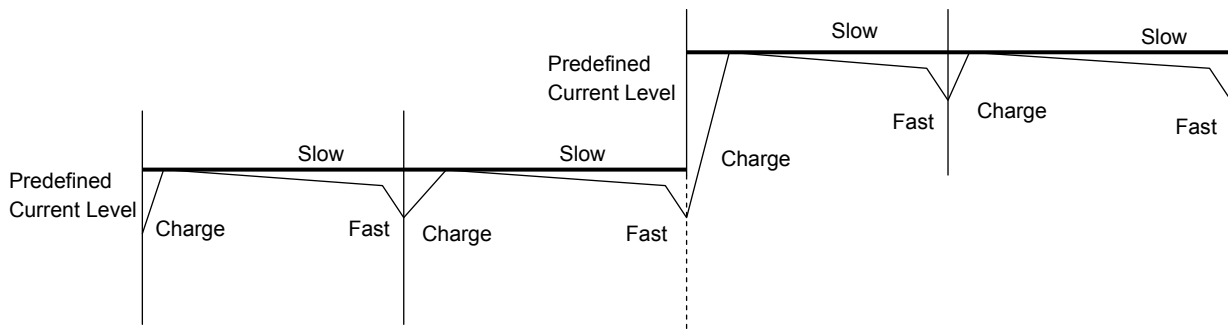 Slow
Slow
Predefined
Current Level
Fast
Charge
Fast
Charge
Slow
Slow
Predefined
Current Level
Charge
Fast
Charge
Fast